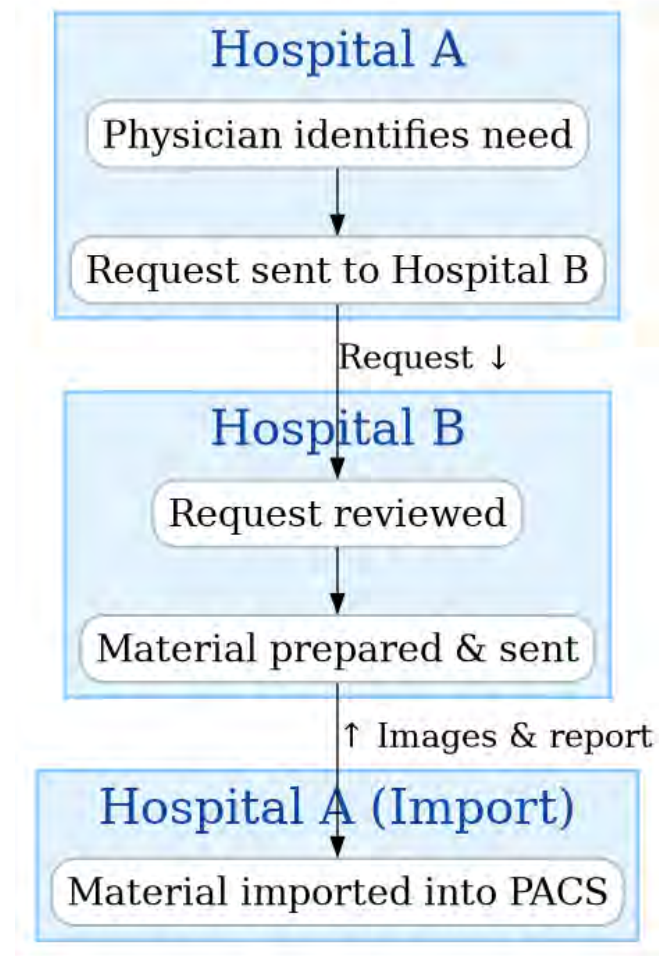 Hospital A
Physician identifies need
Request sent to Hospital B
Request ↓
Hospital B
Request reviewed
Material prepared & sent
↑ Images & report
Hospital A (Import)
Material imported into PACS